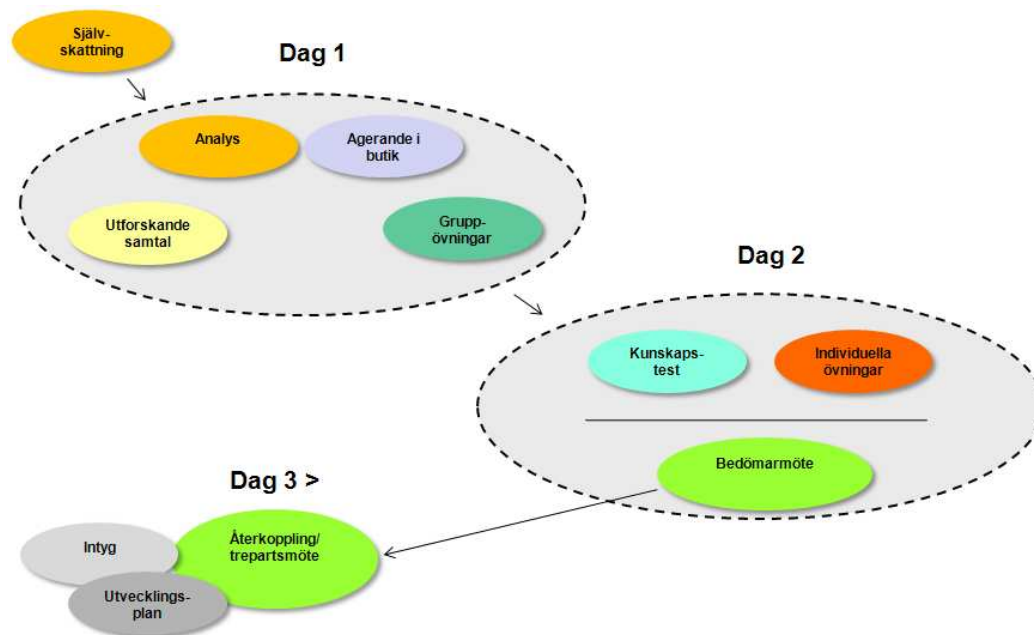 Själv-
skattning
Dag 1
Analys
Agerande i
butik
Utforskande
samtal
Grupp-
övningar
Dag 2
Kunskaps-
test
Individuella
övningar
Bedömarmöte
Dag 3 >
Återkoppling/
trepartsmöte
Intyg
Utvecklings-
plan